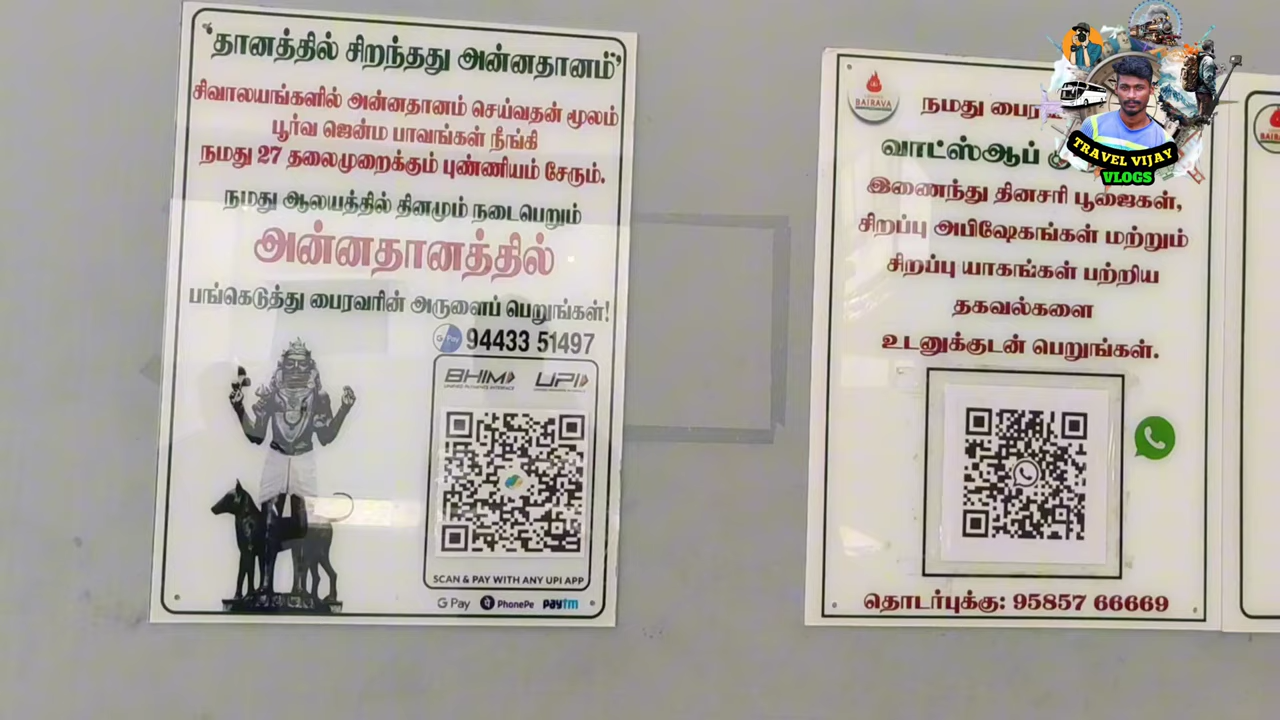 'தானத்தில் சிறந்தது அன்னதானம்'
சிவாலயங்களில் அன்னதானம் செய்வதன் மூலம்
பூர்வ ஜென்ம பாவங்கள் நீங்கி
நமது 27 தலைமுறைக்கும் புண்ணியம் சேரும்.
நமது ஆலயத்தில் தினமும் நடைபெறும்
அன்னதானத்தில்
பங்கெடுத்து பைரவரின் அருளைப் பெறுங்கள்!
G Pay 94433 51497
BHIM UPI
SCAN & PAY WITH ANY UPI APP
G Pay PhonePe paytm
BAIRAVA
நமது
வாட்ஸ்ஆப்
இணைந்து தினசரி பூஜைகள்,
சிறப்பு அபிஷேகங்கள் மற்றும்
சிறப்பு யாகங்கள் பற்றிய
தகவல்களை
உடனுக்குடன் பெறுங்கள்.
தொடர்புக்கு: 95857 66669
TRAVEL VIJAY
VLOGS